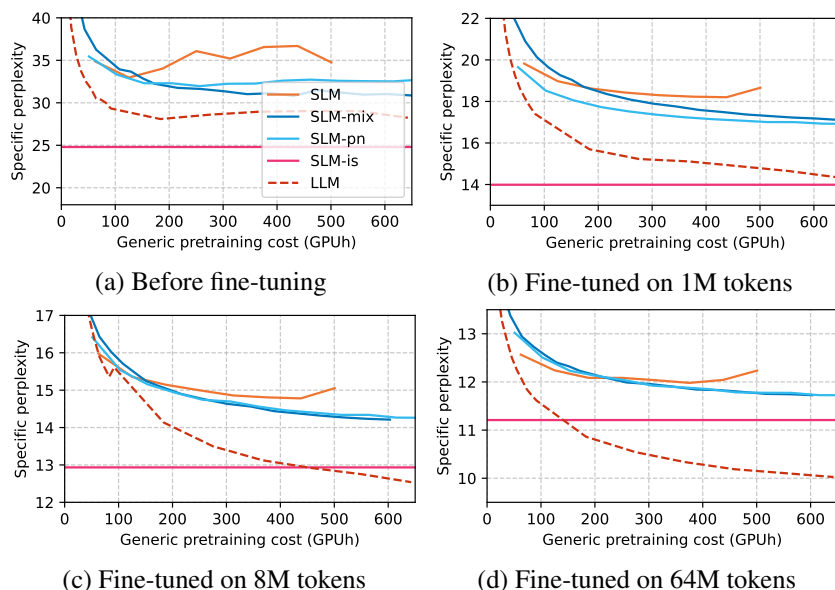 40
35
30
25
20
Specific perplexity
0 100 200 300 400 500 600
Generic pretraining cost (GPUh)
SLM
SLM-mix
SLM-pn
SLM-is
LLM
(a) Before fine-tuning
22
20
18
16
14
Specific perplexity
0 100 200 300 400 500 600
Generic pretraining cost (GPUh)
(b) Fine-tuned on 1M tokens
17
16
15
14
13
12
Specific perplexity
0 100 200 300 400 500 600
Generic pretraining cost (GPUh)
(c) Fine-tuned on 8M tokens
13
12
11
10
Specific perplexity
0 100 200 300 400 500 600
Generic pretraining cost (GPUh)
(d) Fine-tuned on 64M tokens